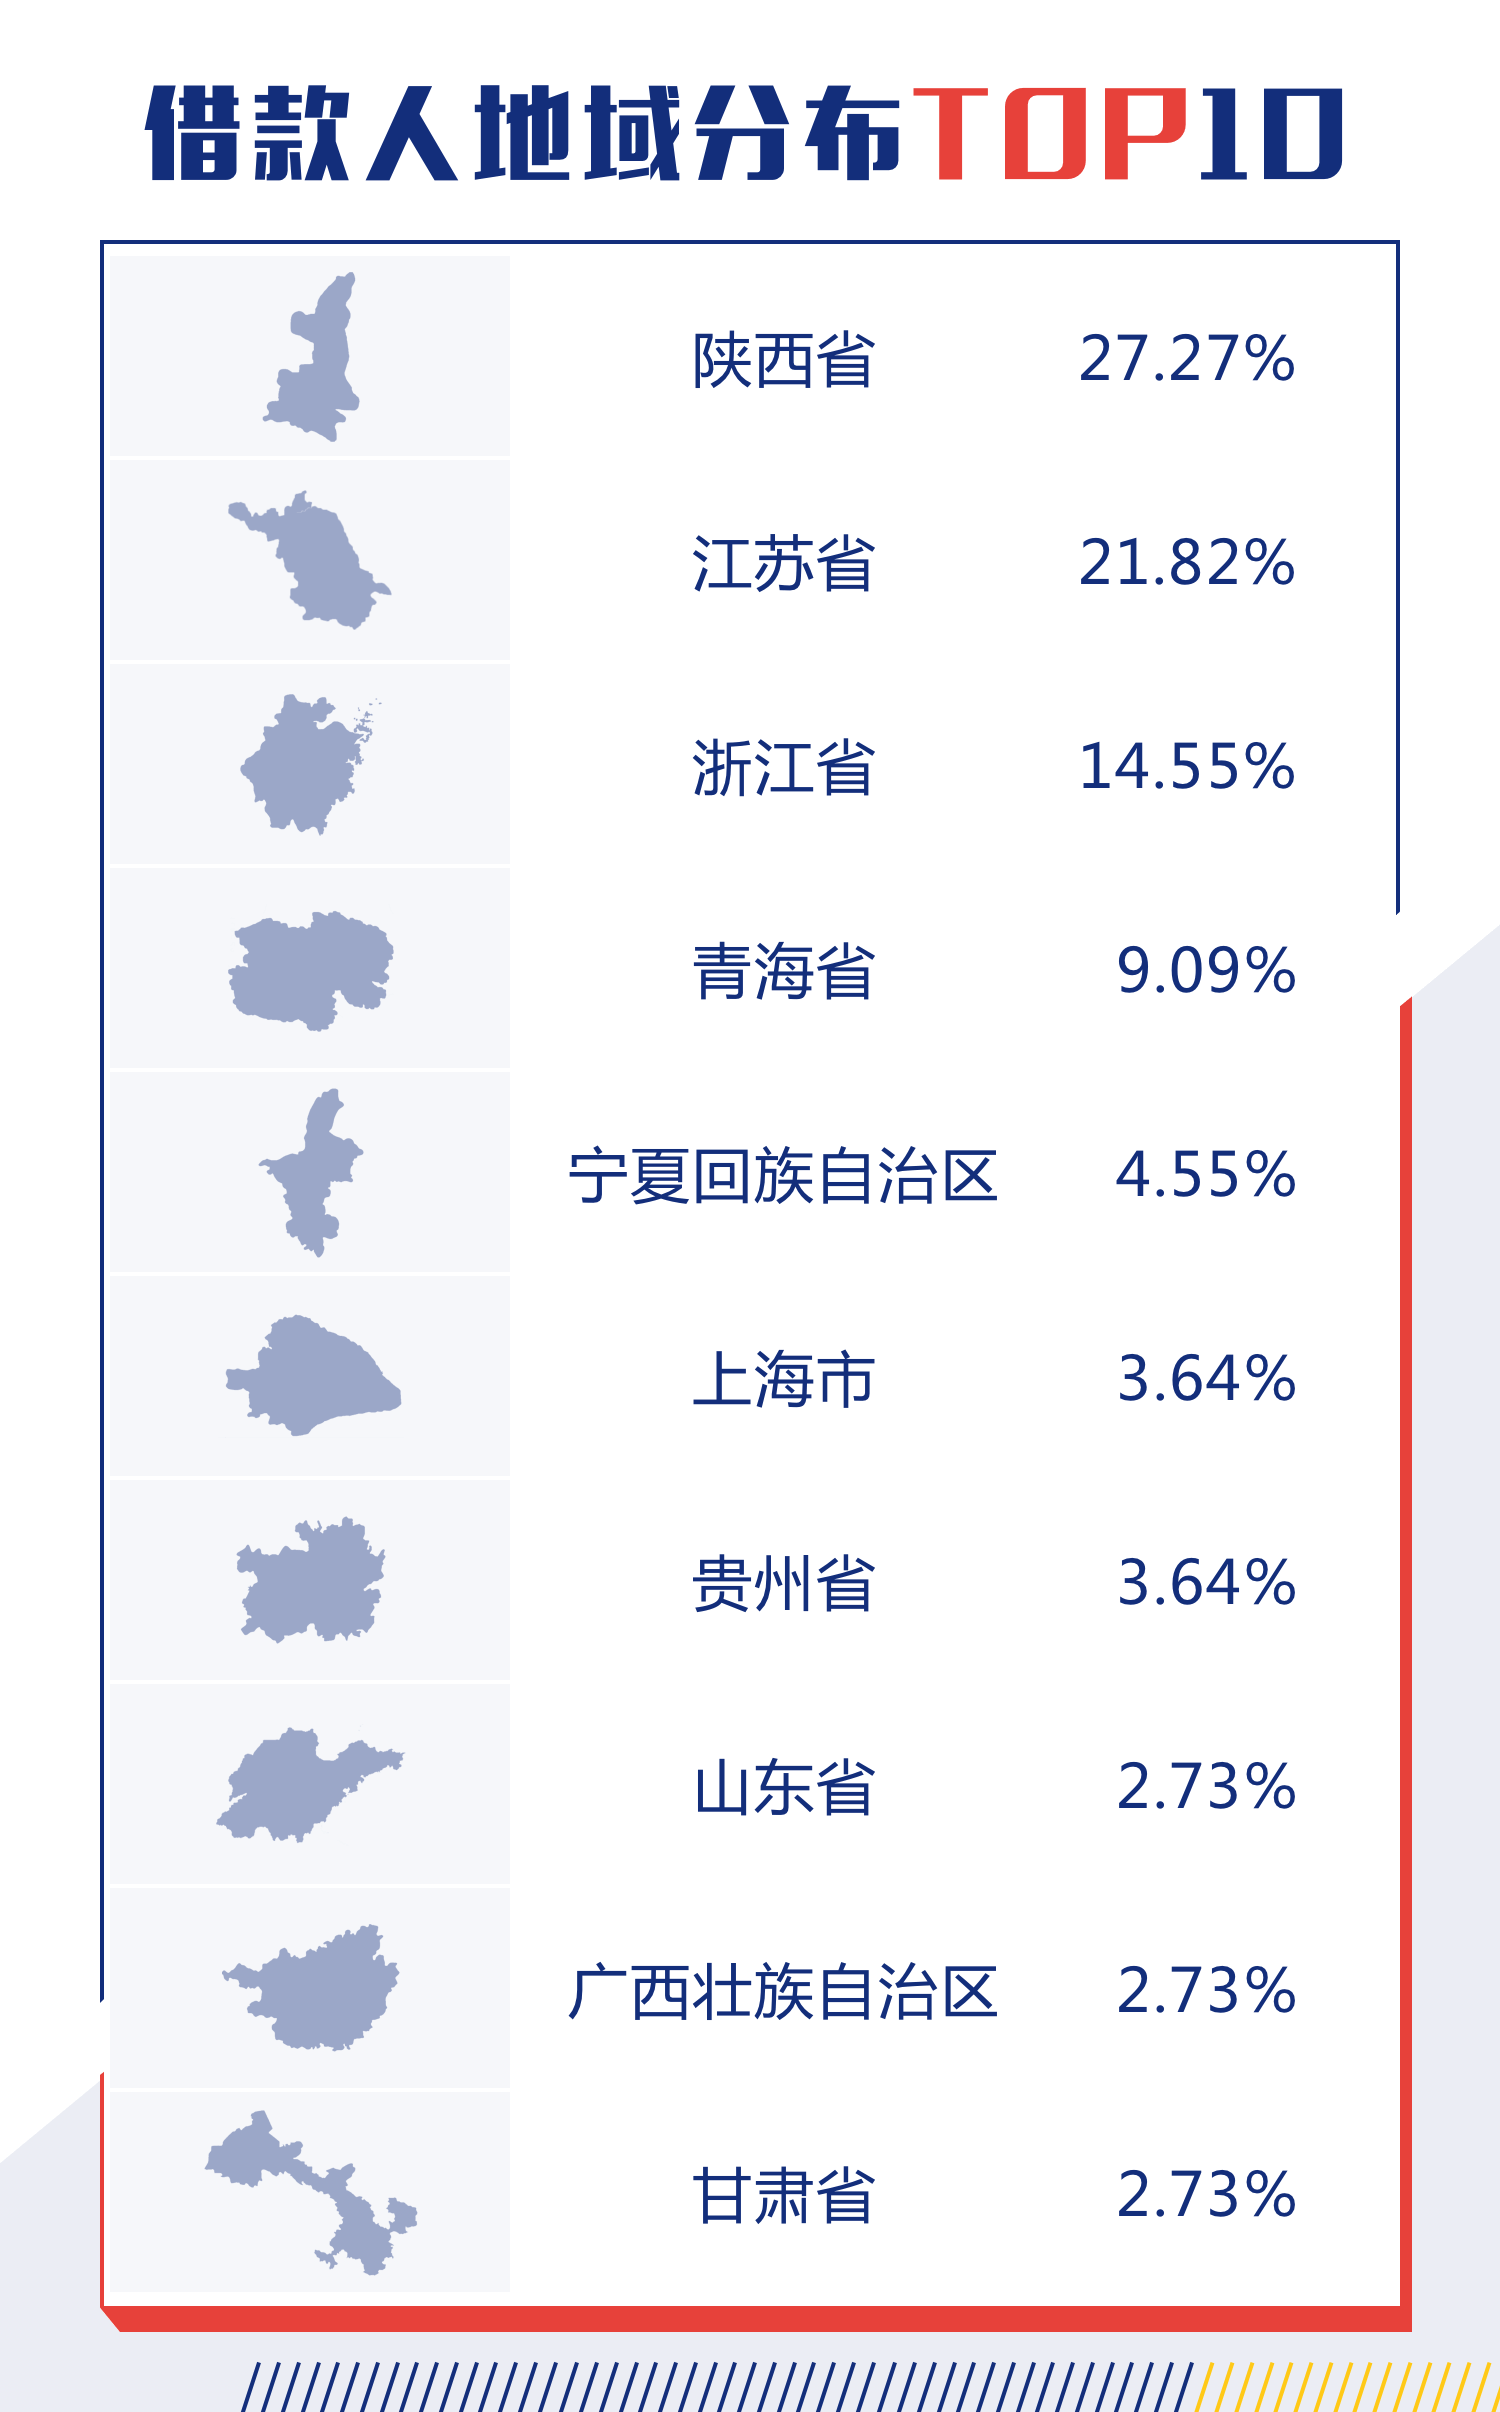 借款人地域分布TOP10
陕西省 27.27%
江苏省 21.82%
浙江省 14.55%
青海省 9.09%
宁夏回族自治区 4.55%
上海市 3.64%
贵州省 3.64%
山东省 2.73%
广西壮族自治区 2.73%
甘肃省 2.73%